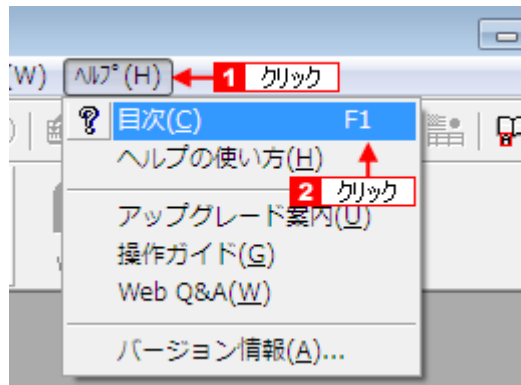 (W) ﾍﾙﾌﾟ(H) 1 クリック
目次(C) F1
ヘルプの使い方(H)
2 クリック
アップグレード案内(U)
操作ガイド(G)
Web Q&A(W)
バージョン情報(A)...